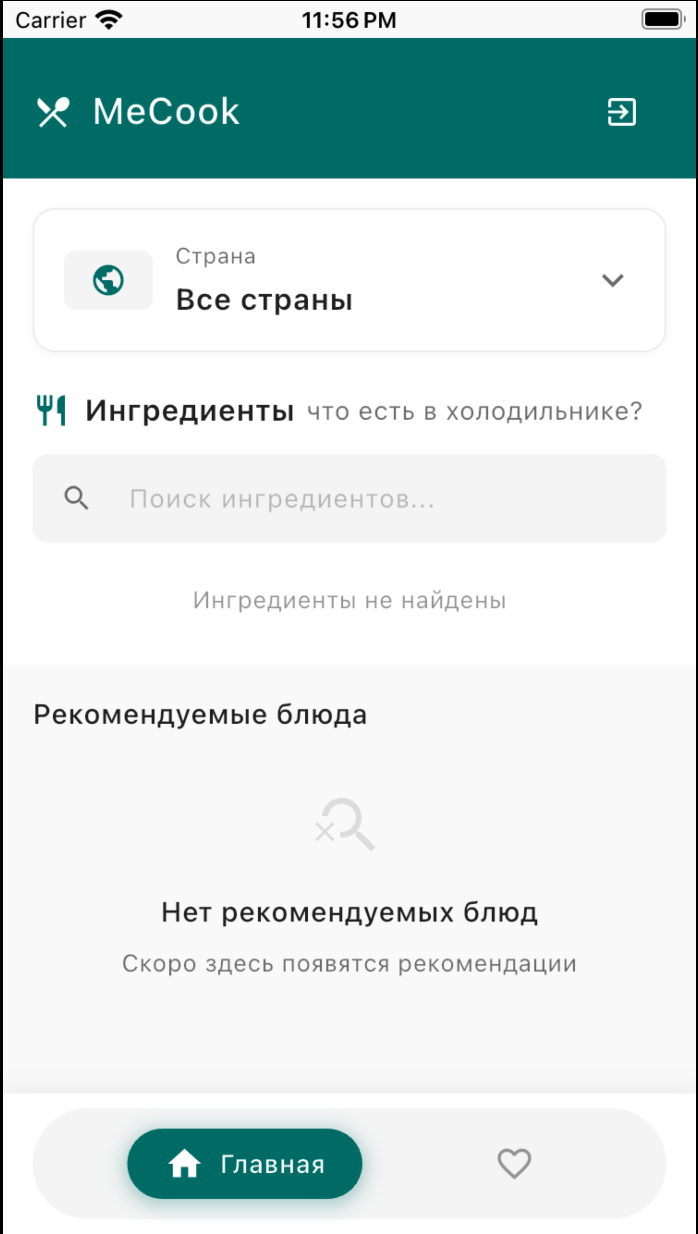 Carrier 11:56 PM
MeCook
Страна
Все страны
Ингредиенты что есть в холодильнике?
Поиск ингредиентов...
Ингредиенты не найдены
Рекомендуемые блюда
Нет рекомендуемых блюд
Скоро здесь появятся рекомендации
Главная